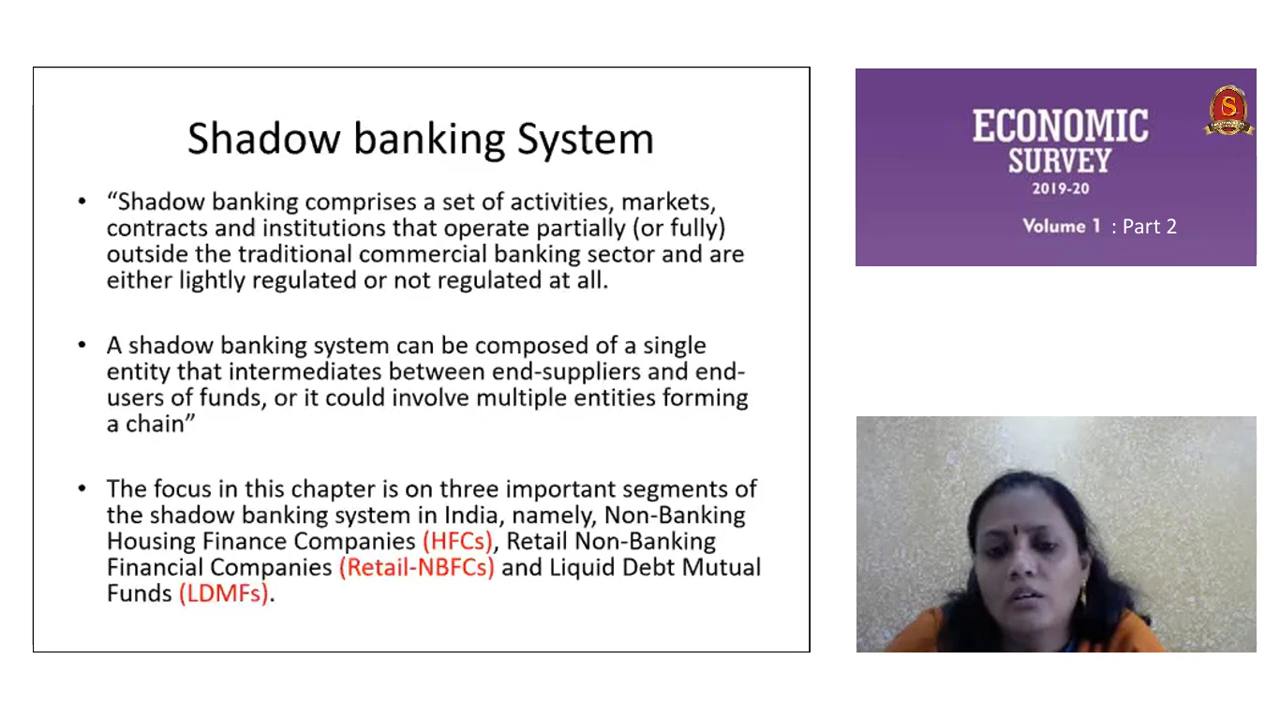 Shadow banking System
• “Shadow banking comprises a set of activities, markets,
contracts and institutions that operate partially (or fully)
outside the traditional commercial banking sector and are
either lightly regulated or not regulated at all.
• A shadow banking system can be composed of a single
entity that intermediates between end-suppliers and end-
users of funds, or it could involve multiple entities forming
a chain”
• The focus in this chapter is on three important segments of
the shadow banking system in India, namely, Non-Banking
Housing Finance Companies (HFCs), Retail Non-Banking
Financial Companies (Retail-NBFCs) and Liquid Debt Mutual
Funds (LDMFs).
ECONOMIC
SURVEY
2019-20
Volume 1 : Part 2
S